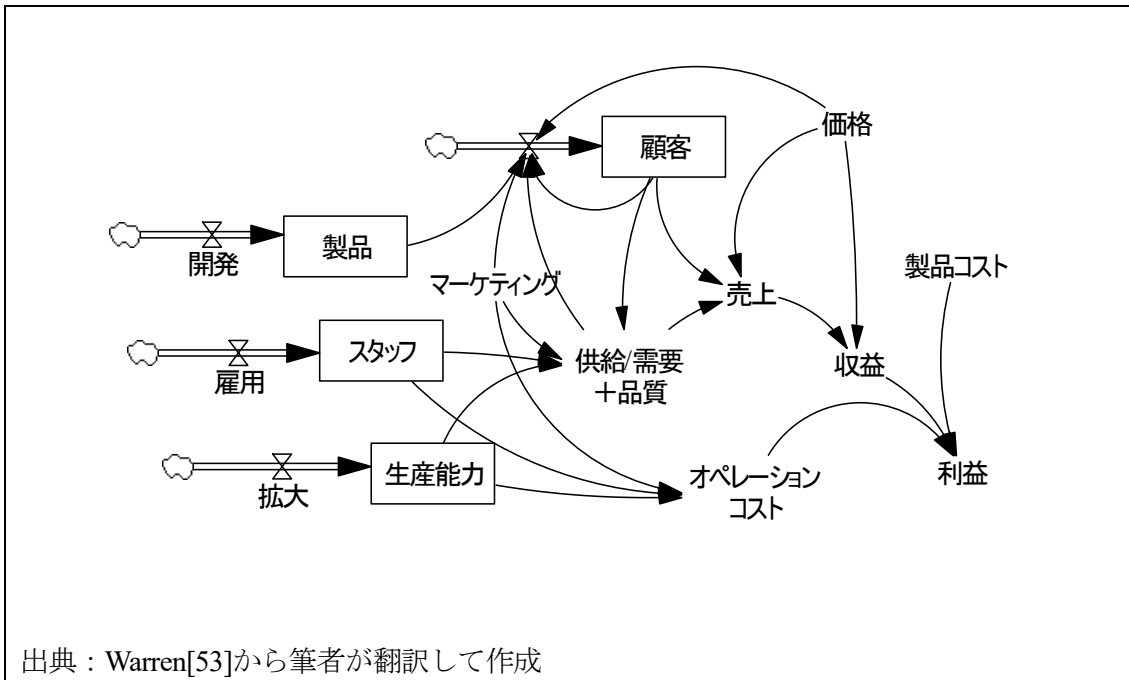 価格
顧客
製品
開発
製品コスト
マーケティング
売上
スタッフ
雇用
供給/需要
＋品質
収益
生産能力
拡大
オペレーション
コスト
利益
出典：Warren[53]から筆者が翻訳して作成